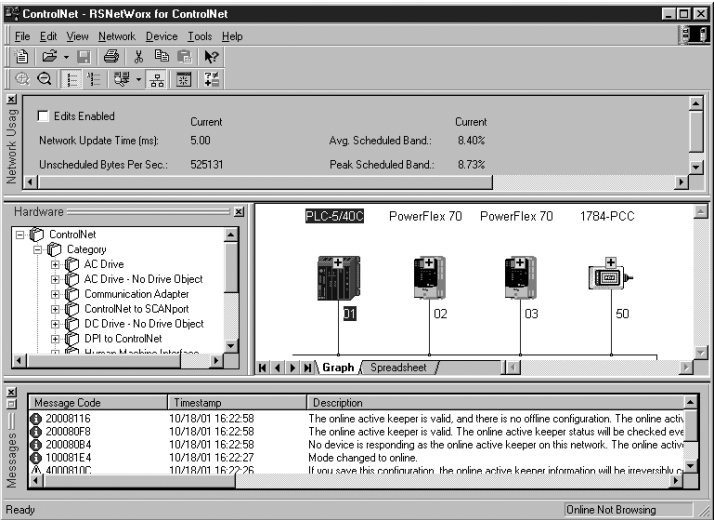 ControlNet - RSNetWorx for ControlNet
File Edit View Network Device Tools Help
Network Usag
Edits Enabled
Current Current
Network Update Time (ms): 5.00 Avg. Scheduled Band.: 8.40%
Unscheduled Bytes Per Sec.: 525131 Peak Scheduled Band.: 8.73%
Hardware
ControlNet
Category
AC Drive
AC Drive - No Drive Object
Communication Adapter
ControlNet to SCANport
DC Drive - No Drive Object
DPI to ControlNet
Human Machine Interface
PLC-5/40C PowerFlex 70 PowerFlex 70 1784-PCC
01 02 03 50
Graph Spreadsheet
Messages
Message Code Timestamp Description
20008116 10/18/01 16:22:58 The online active keeper is valid, and there is no offline configuration. The online activ
200080F8 10/18/01 16:22:58 The online active keeper is valid. The online active keeper status will be checked eve
200080B4 10/18/01 16:22:58 No device is responding as the online active keeper on this network. The online active
100081E4 10/18/01 16:22:27 Mode changed to online.
4000810C 10/18/01 16:22:26 If you save this configuration, the online active keeper information will be irreversibly c
Ready Online Not Browsing